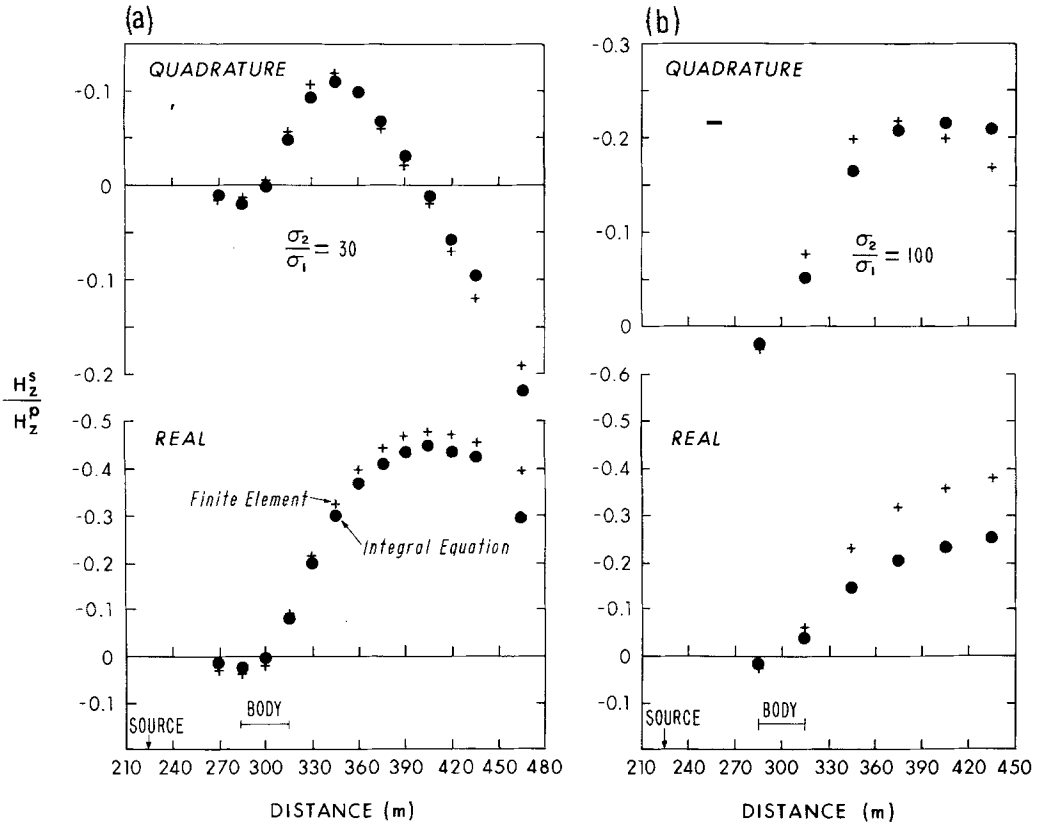 (a)
QUADRATURE
-0.1
0
-0.1
-0.2
σ₂/σ₁ = 30
H_z^s/H_z^p
-0.5
-0.4
-0.3
-0.2
-0.1
0
-0.1
REAL
Finite Element
Integral Equation
BODY
SOURCE
210 240 270 300 330 360 390 420 450 480
DISTANCE (m)
(b)
-0.3
QUADRATURE
-0.2
-0.1
0
σ₂/σ₁ = 100
-0.6
-0.4
-0.3
-0.2
-0.1
0
-0.1
REAL
BODY
SOURCE
210 240 270 300 330 360 390 420 450
DISTANCE (m)